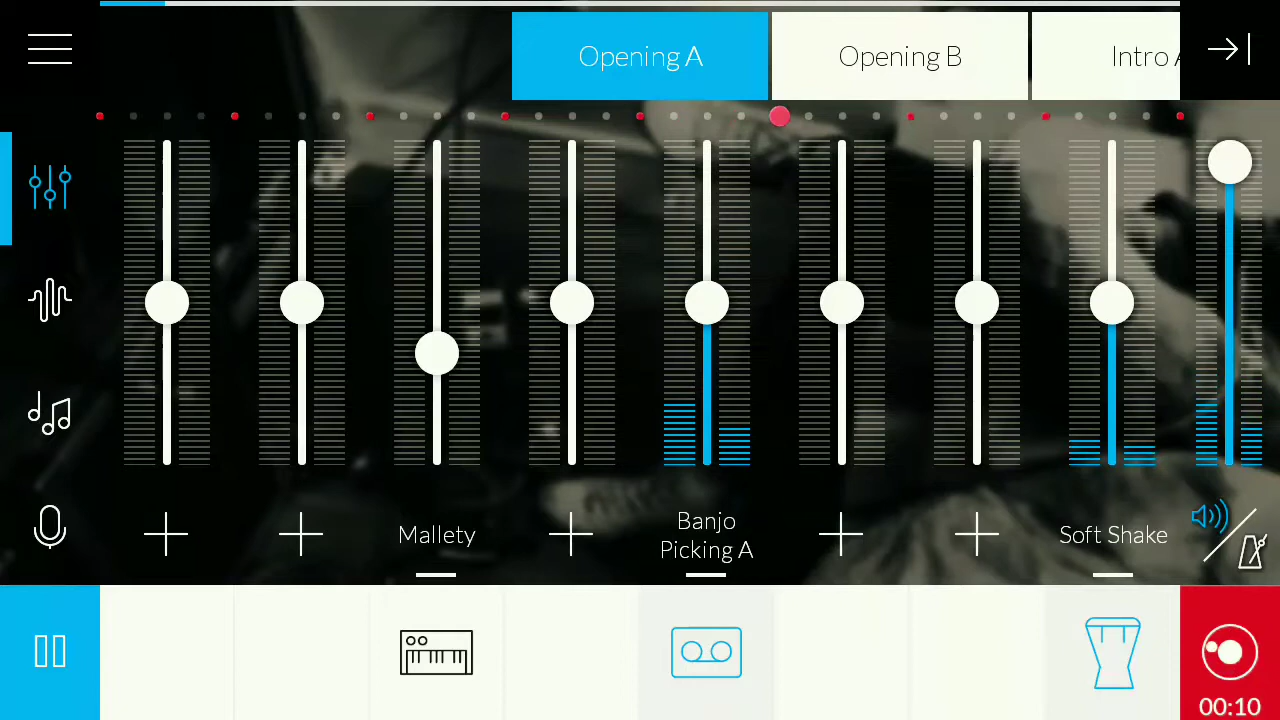 Opening A
Opening B
Intro
Mallety
Banjo
Picking A
Soft Shake
00:10